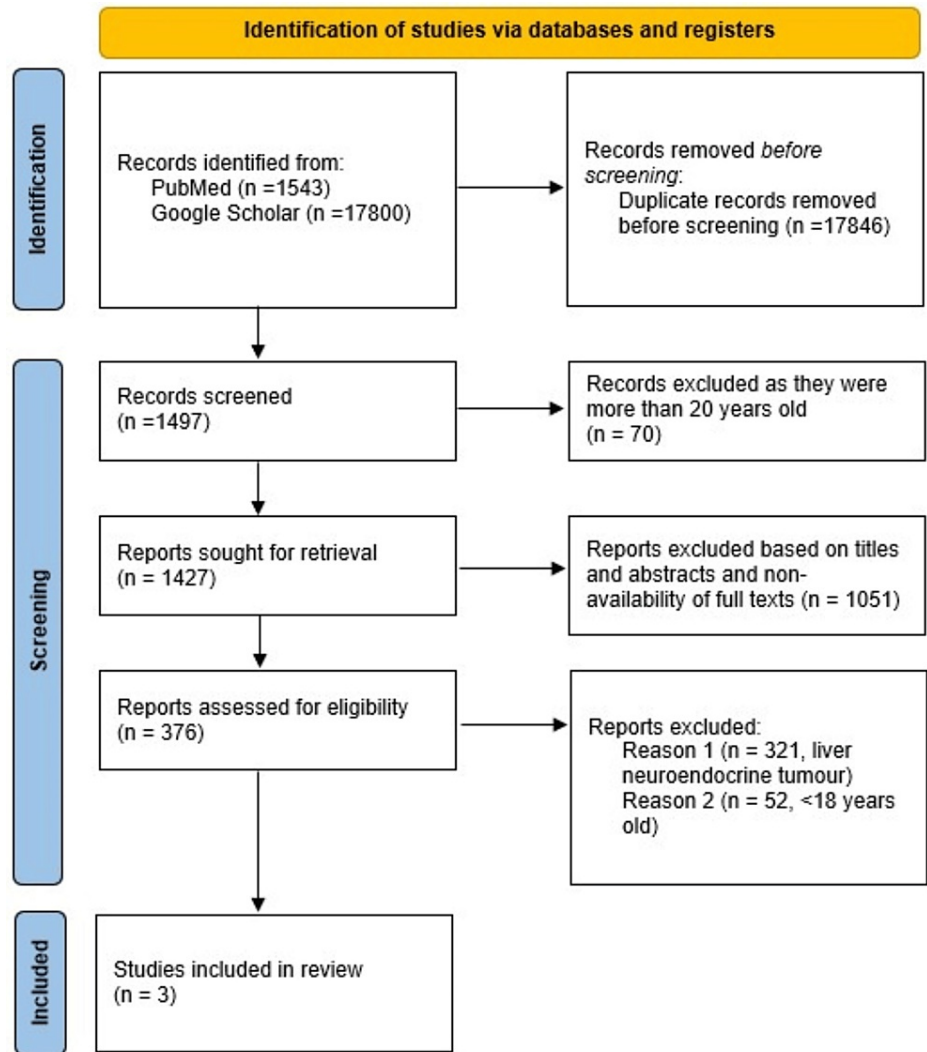 Identification of studies via databases and registers
Identification
Records identified from:
PubMed (n =1543)
Google Scholar (n =17800)
Records removed before
screening:
Duplicate records removed
before screening (n =17846)
Screening
Records screened
(n =1497)
Records excluded as they were
more than 20 years old
(n = 70)
Reports sought for retrieval
(n = 1427)
Reports excluded based on titles
and abstracts and non-
availability of full texts (n = 1051)
Reports assessed for eligibility
(n = 376)
Reports excluded:
Reason 1 (n = 321, liver
neuroendocrine tumour)
Reason 2 (n = 52, <18 years
old)
Included
Studies included in review
(n = 3)